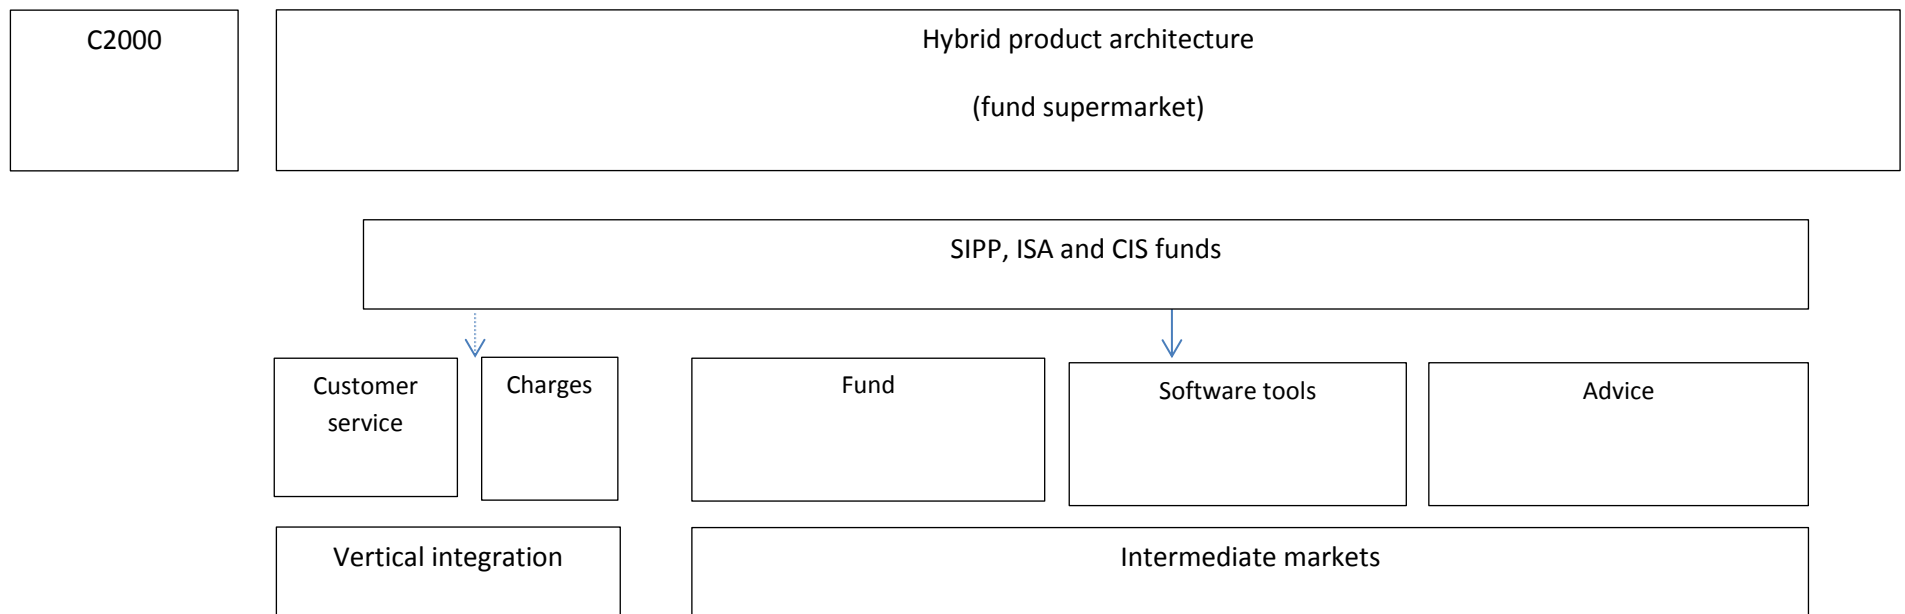 C2000
Hybrid product architecture
(fund supermarket)
SIPP, ISA and CIS funds
Customer
service
Charges
Fund
Software tools
Advice
Vertical integration
Intermediate markets